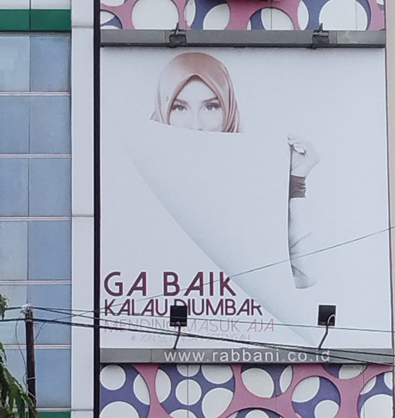 GA BAIK
KALAU DIUMBAR
MENDING MASUK AJA
www.rabbani.co.id